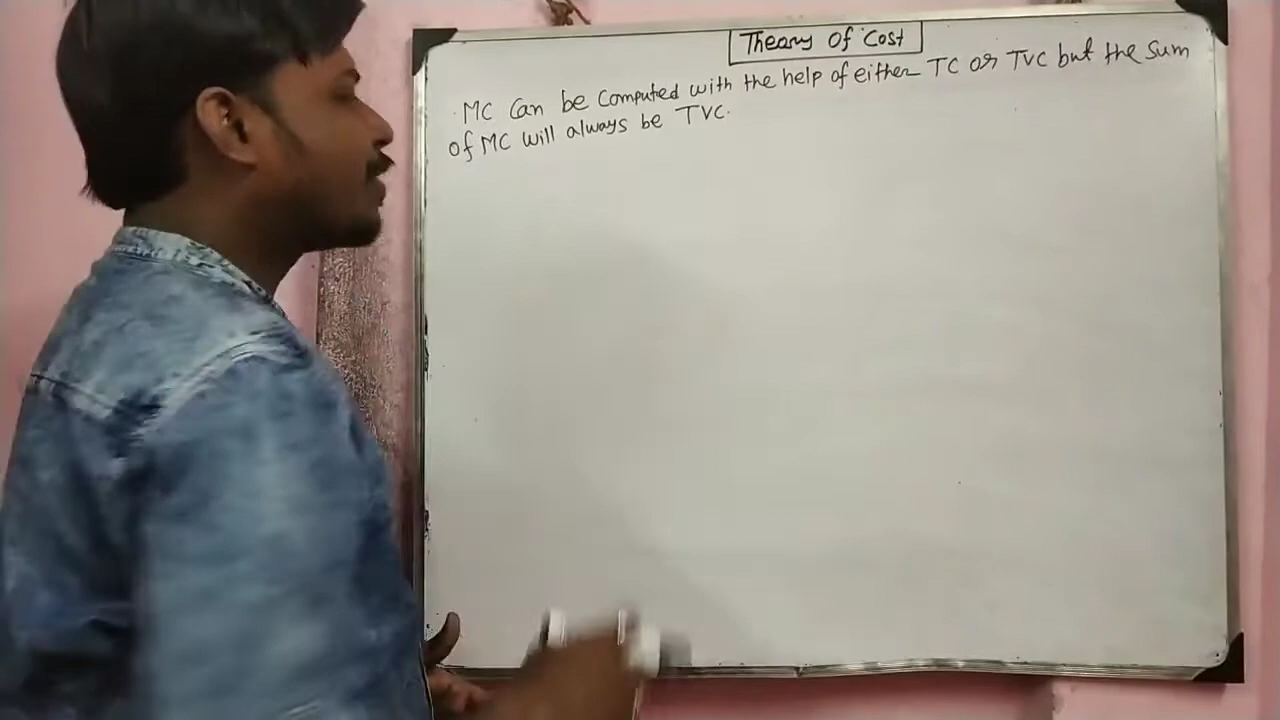 Theory Of Cost
MC Can be Computed with the help of either TC or TVC but the sum
of MC will always be TVC.